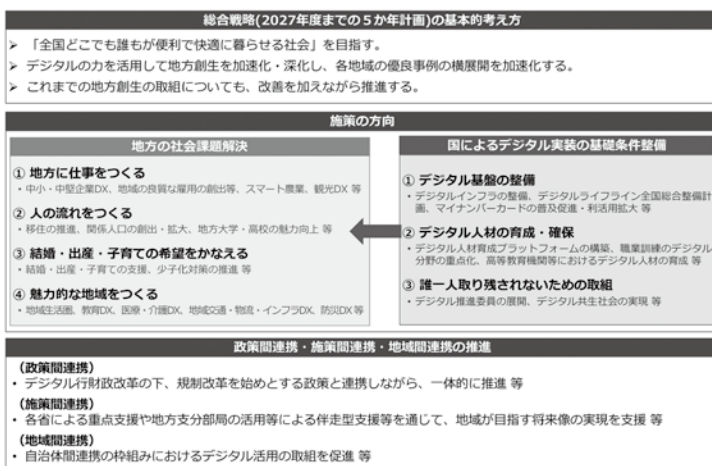 総合戦略(2027年度までの5か年計画)の基本的考え方
➢ 「全国どこでも誰もが便利で快適に暮らせる社会」を目指す。
➢ デジタルの力を活用して地方創生を加速化・深化し、各地域の優良事例の横展開を加速化する。
➢ これまでの地方創生の取組についても、改善を加えながら推進する。
施策の方向
地方の社会課題解決
① 地方に仕事をつくる
・中小・中堅企業DX、地域の良質な雇用の創出等、スマート農業、観光DX 等
② 人の流れをつくる
・移住の推進、関係人口の創出・拡大、地方大学・高校の魅力向上 等
③ 結婚・出産・子育ての希望をかなえる
・結婚・出産・子育ての支援、少子化対策の推進 等
④ 魅力的な地域をつくる
・地域生活圏、教育DX、医療・介護DX、地域交通・物流・インフラDX、防災DX 等
国によるデジタル実装の基礎条件整備
① デジタル基盤の整備
・デジタルインフラの整備、デジタルライフライン全国総合整備計
画、マイナンバーカードの普及促進・利活用拡大 等
② デジタル人材の育成・確保
・デジタル人材育成プラットフォームの構築、職業訓練のデジタル
分野の重点化、高等教育機関等におけるデジタル人材の育成 等
③ 誰一人取り残されないための取組
・デジタル推進委員の展開、デジタル共生社会の実現 等
政策間連携・施策間連携・地域間連携の推進
（政策間連携）
・デジタル行財政改革の下、規制改革を始めとする政策と連携しながら、一体的に推進 等
（施策間連携）
・各省による重点支援や地方支分部局の活用等による伴走型支援等を通じて、地域が目指す将来像の実現を支援 等
（地域間連携）
・自治体間連携の枠組みにおけるデジタル活用の取組を促進 等